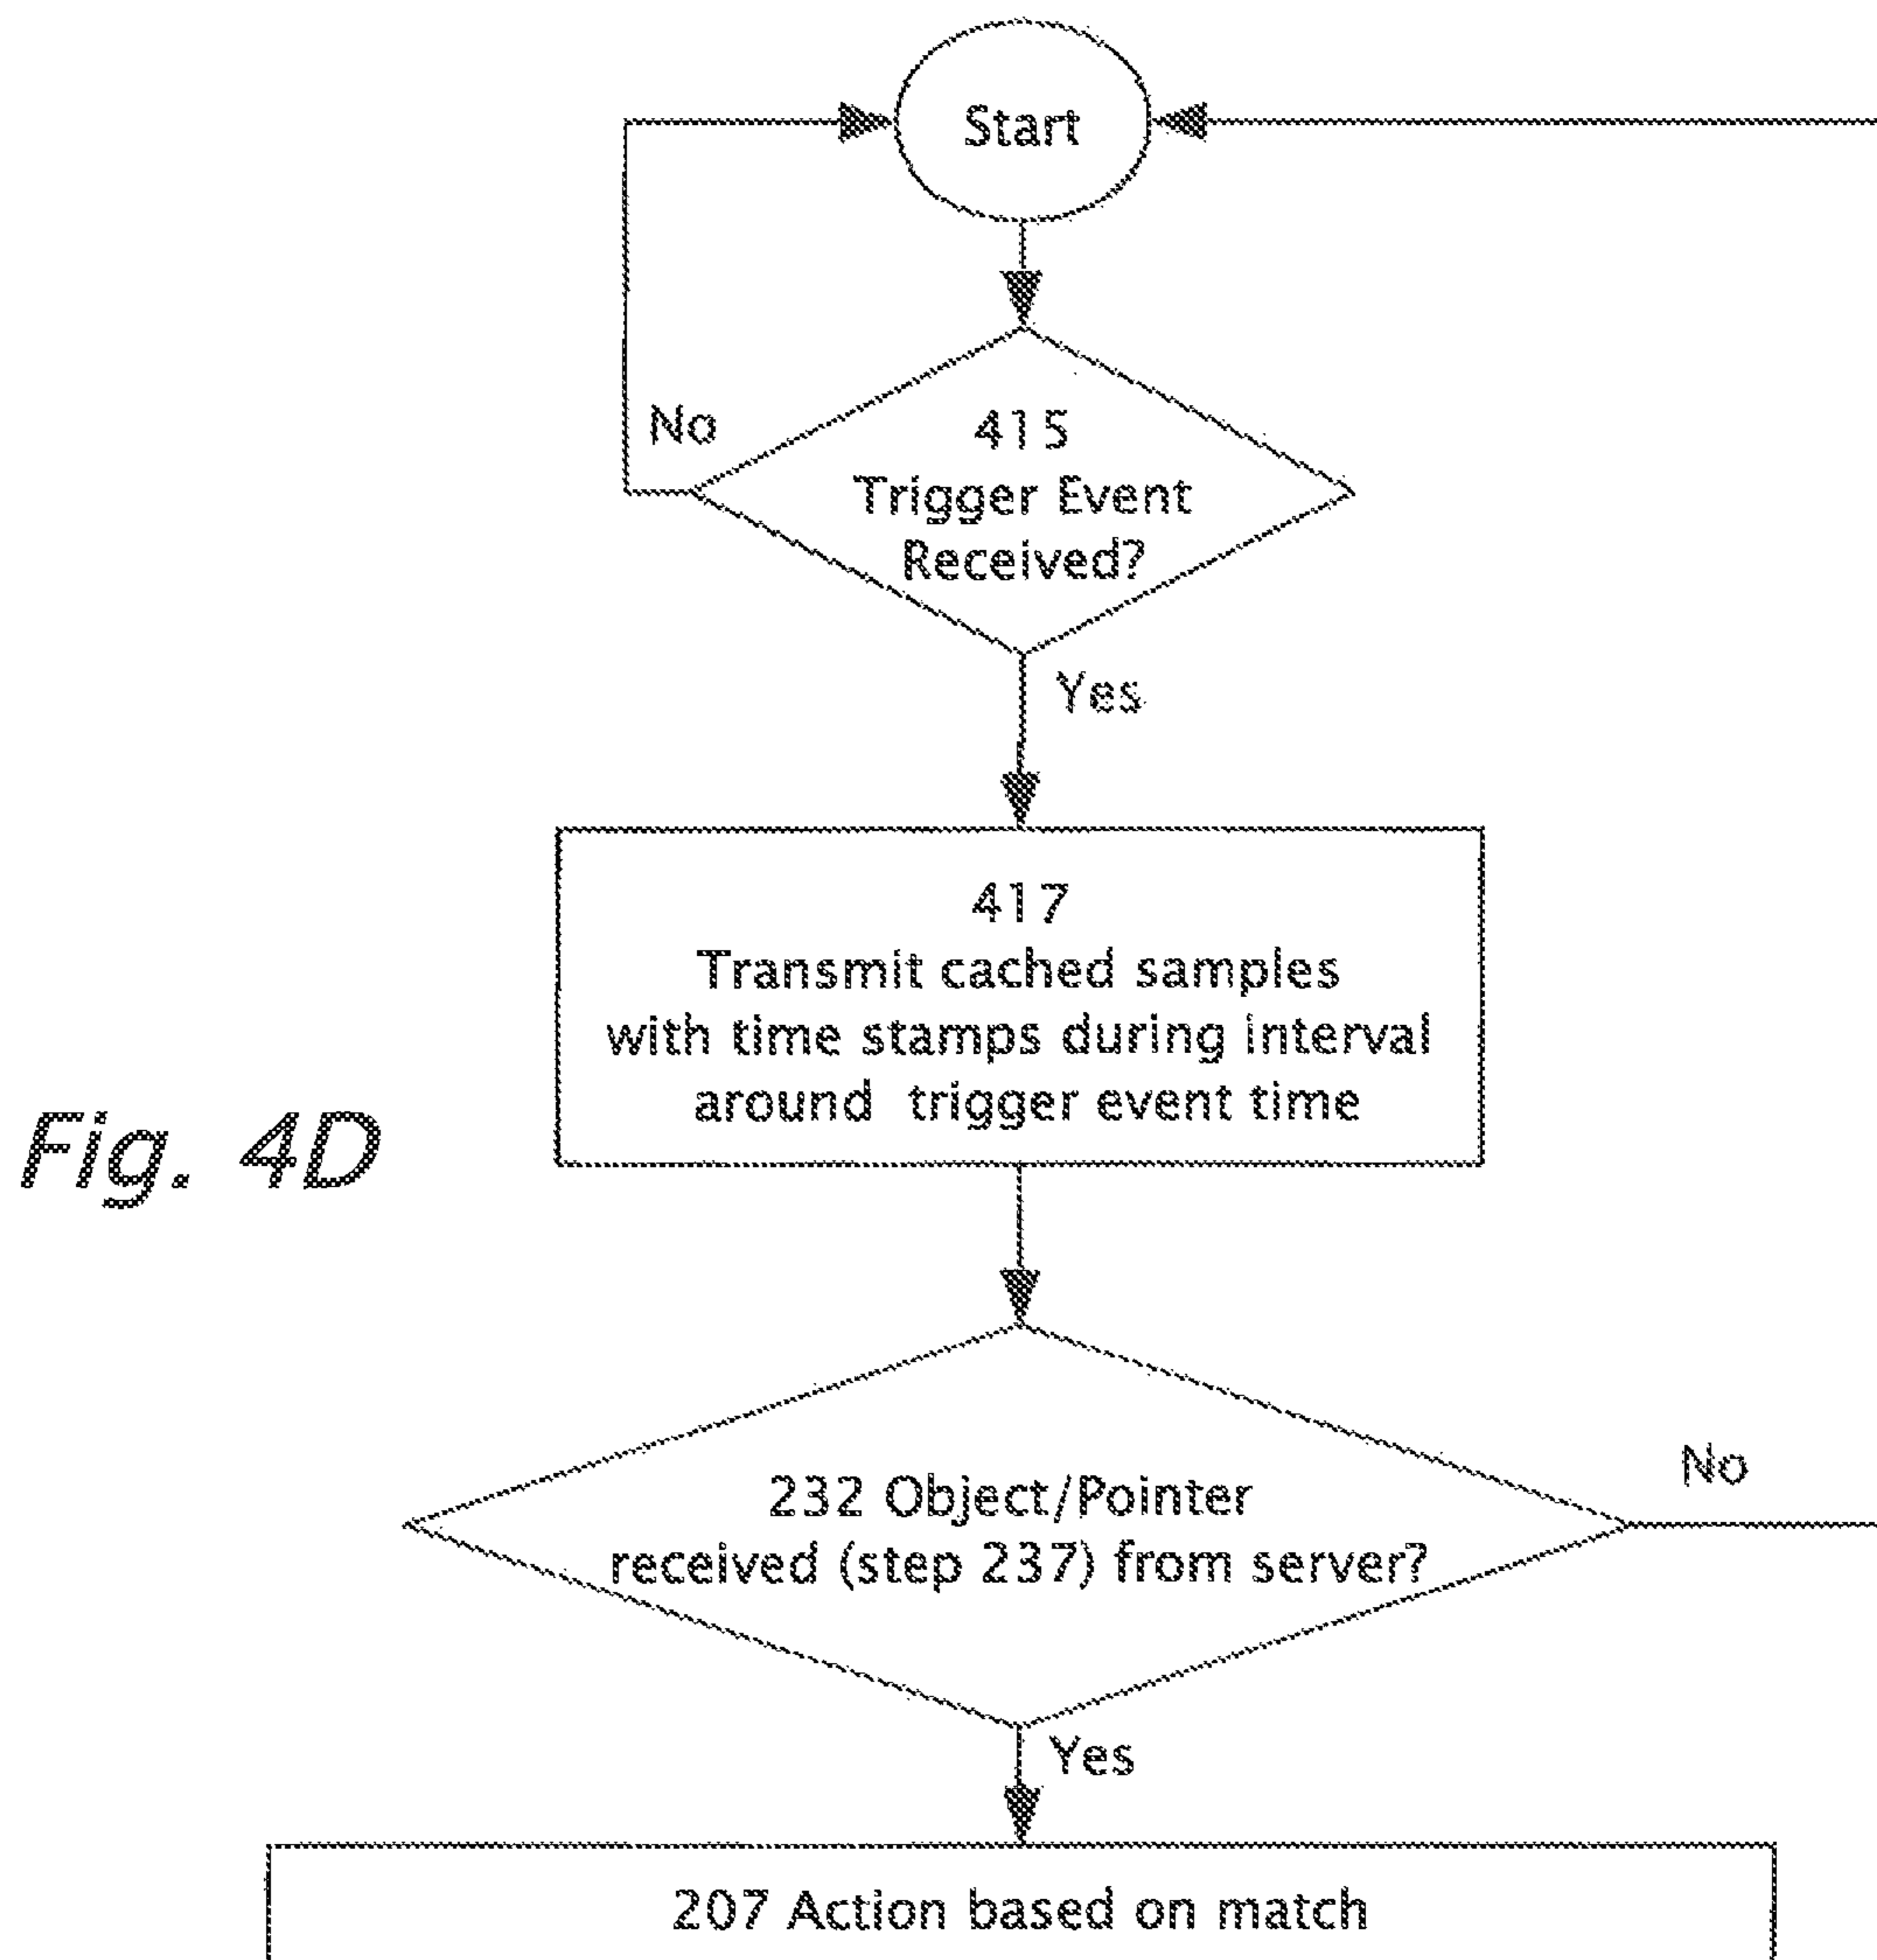 Start
No
415
Trigger Event
Received?
Yes
417
Transmit cached samples
with time stamps during interval
around trigger event time
Fig. 4D
No
232 Object/Pointer
received (step 237) from server?
Yes
207 Action based on match